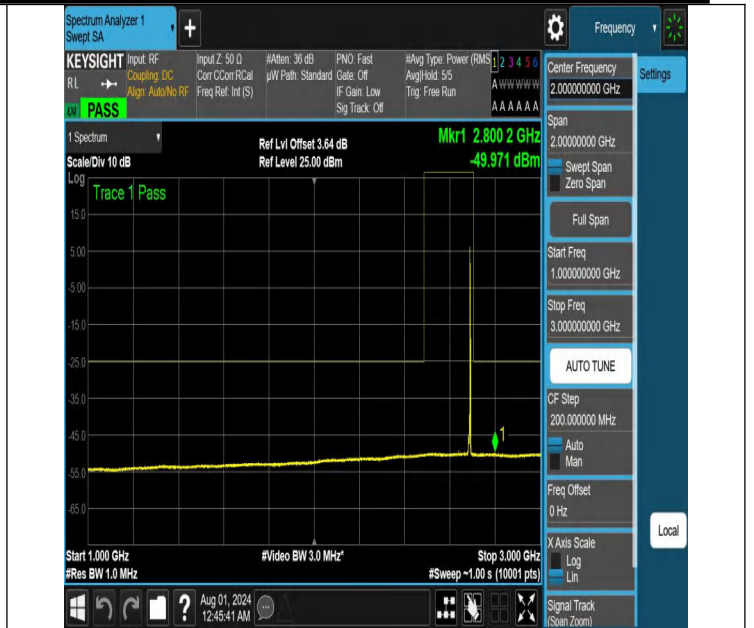 Spectrum Analyzer 1
Swept SA
+
Frequency
KEYSIGHT
RL
LXI
PASS
Input: RF
Coupling: DC
Align: Auto/No RF
Input Z: 50 Ω
Corr CCorr RCal
Freq Ref: Int (S)
#Atten: 36 dB
µW Path: Standard
PNO: Fast
Gate: Off
IF Gain: Low
Sig Track: Off
#Avg Type: Power (RMS
Avg|Hold: 5/5
Trig: Free Run
1 2 3 4 5 6
A W W W W W
A A A A A A
1 Spectrum
Scale/Div 10 dB
Ref Lvl Offset 3.64 dB
Ref Level 25.00 dBm
Mkr1 2.800 2 GHz
-49.971 dBm
Log
Trace 1 Pass
15.0
5.00
-5.00
-15.0
-25.0
-35.0
-45.0
-55.0
-65.0
1
Start 1.000 GHz
#Res BW 1.0 MHz
#Video BW 3.0 MHz*
Stop 3.000 GHz
#Sweep ~1.00 s (10001 pts)
Center Frequency
2.000000000 GHz
Settings
Span
2.00000000 GHz
Swept Span
Zero Span
Full Span
Start Freq
1.000000000 GHz
Stop Freq
3.000000000 GHz
AUTO TUNE
CF Step
200.000000 MHz
Auto
Man
Freq Offset
0 Hz
X Axis Scale
Log
Lin
Signal Track
(Span Zoom)
Local
?
Aug 01, 2024
12:45:41 AM